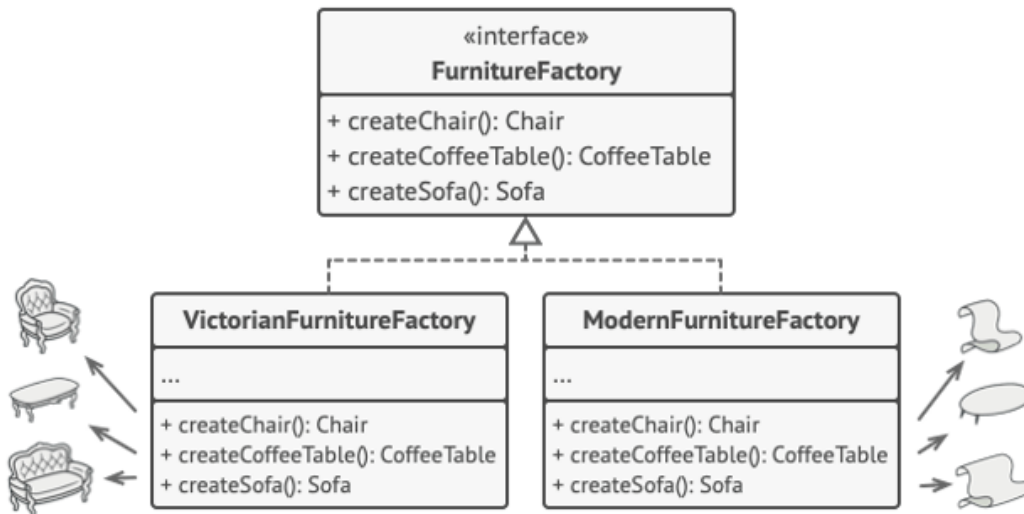 «interface»
FurnitureFactory
+ createChair(): Chair
+ createCoffeeTable(): CoffeeTable
+ createSofa(): Sofa
VictorianFurnitureFactory
...
+ createChair(): Chair
+ createCoffeeTable(): CoffeeTable
+ createSofa(): Sofa
ModernFurnitureFactory
...
+ createChair(): Chair
+ createCoffeeTable(): CoffeeTable
+ createSofa(): Sofa